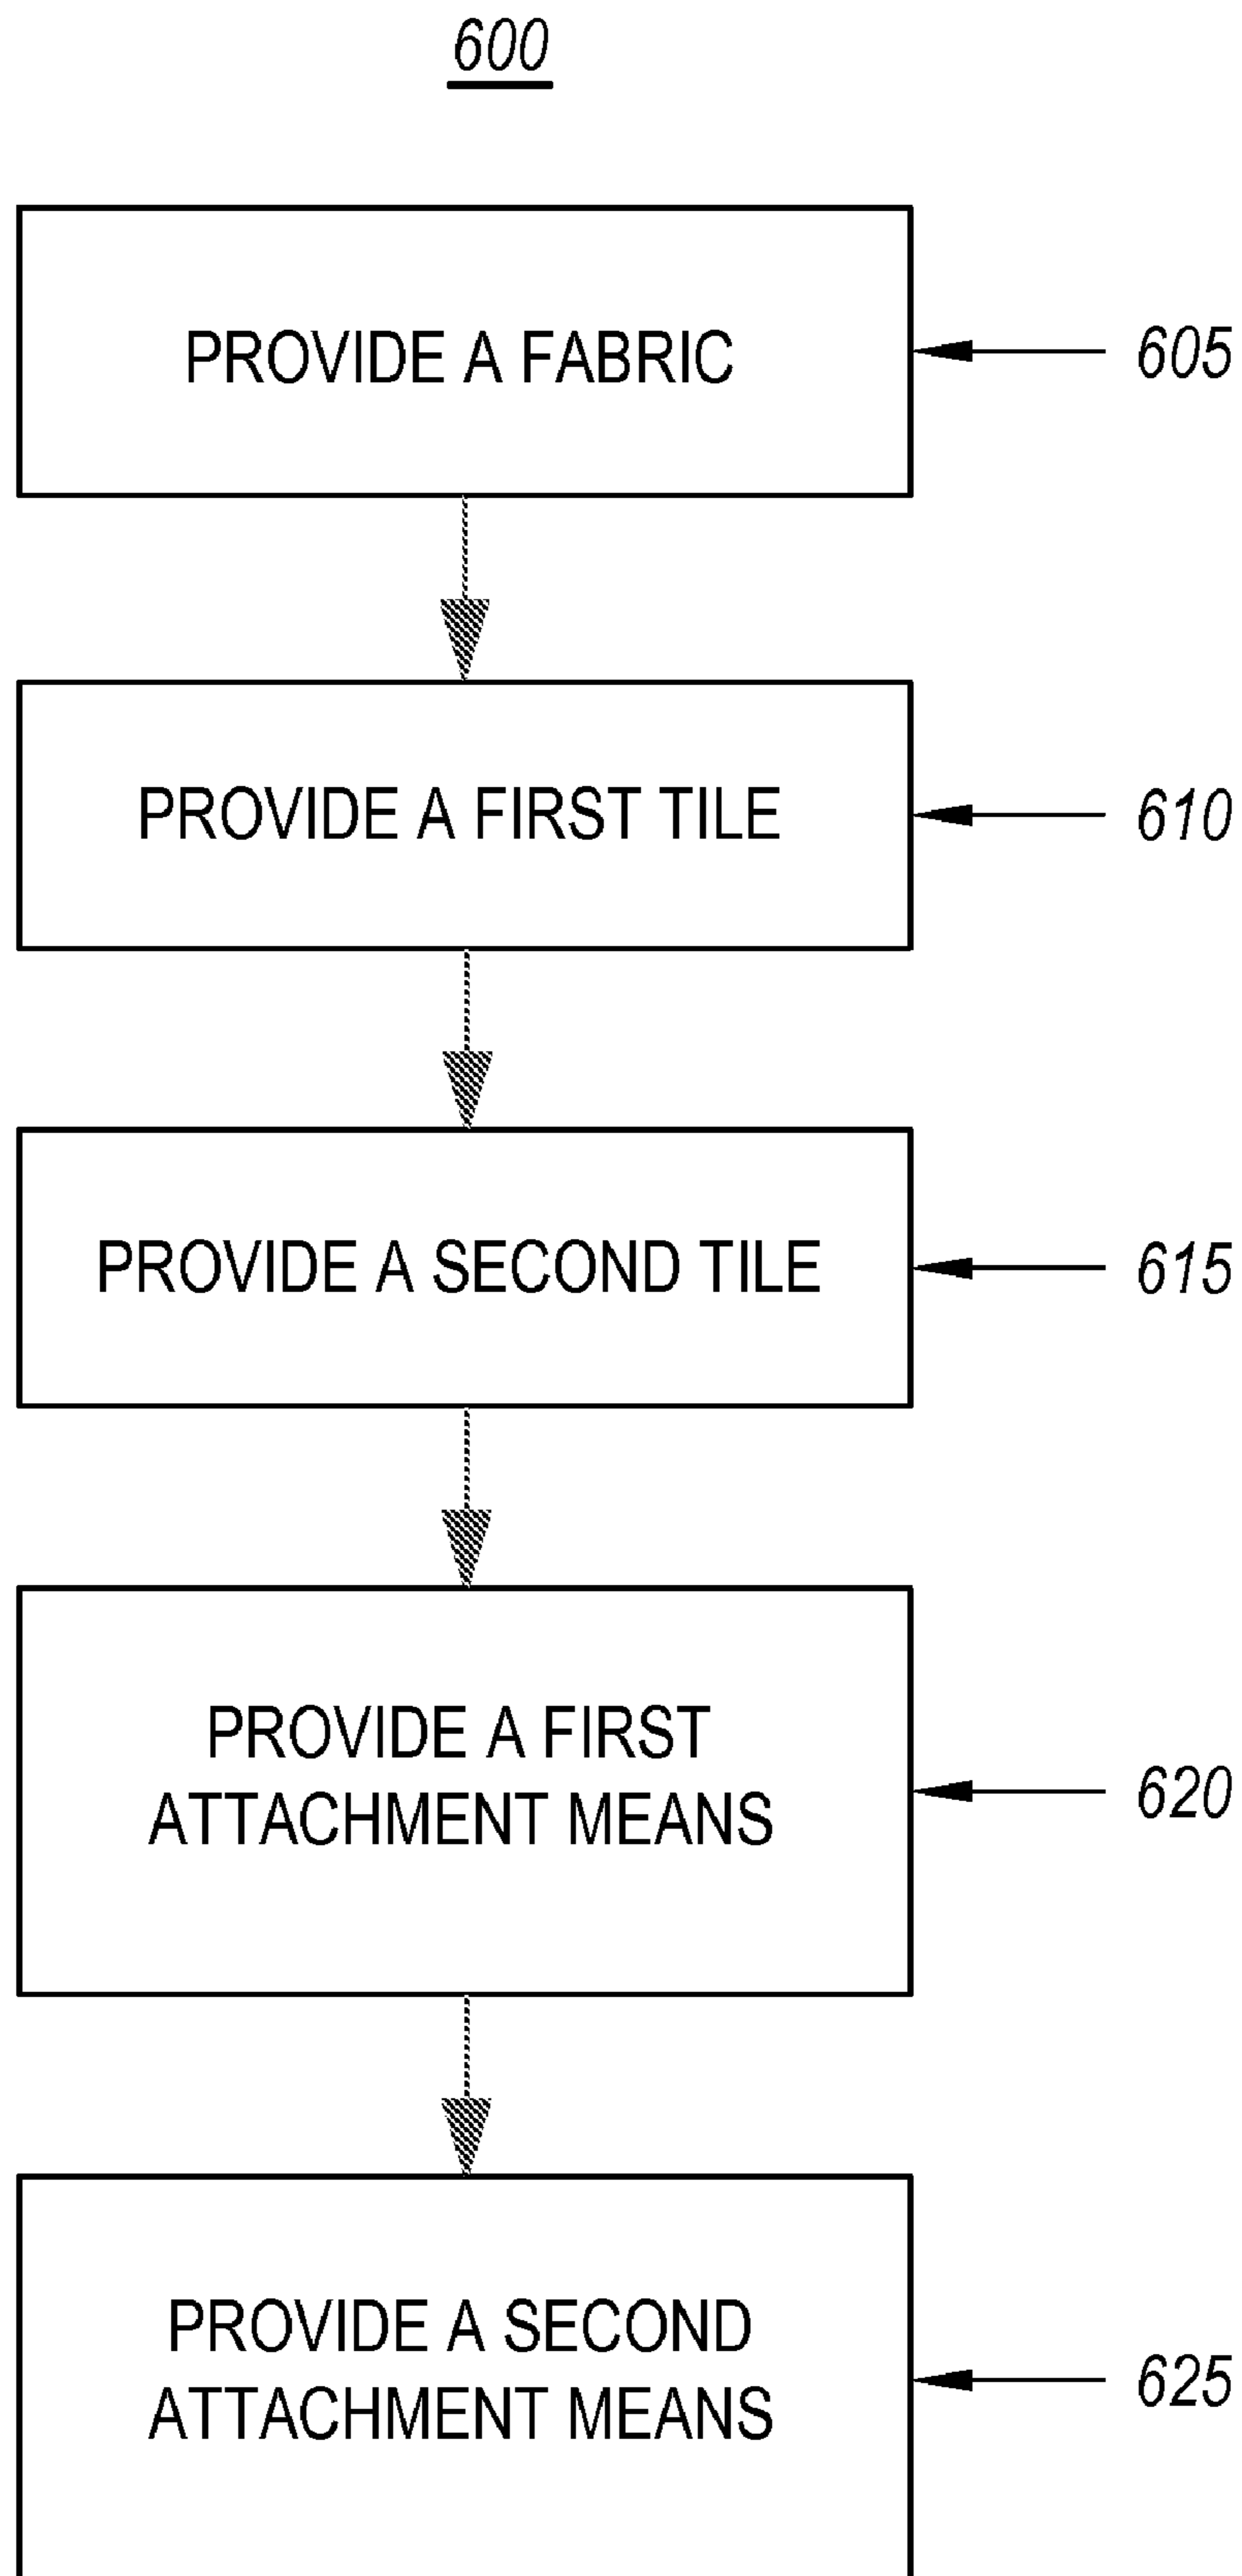 600
PROVIDE A FABRIC
605
PROVIDE A FIRST TILE
610
PROVIDE A SECOND TILE
615
PROVIDE A FIRST
ATTACHMENT MEANS
620
PROVIDE A SECOND
ATTACHMENT MEANS
625